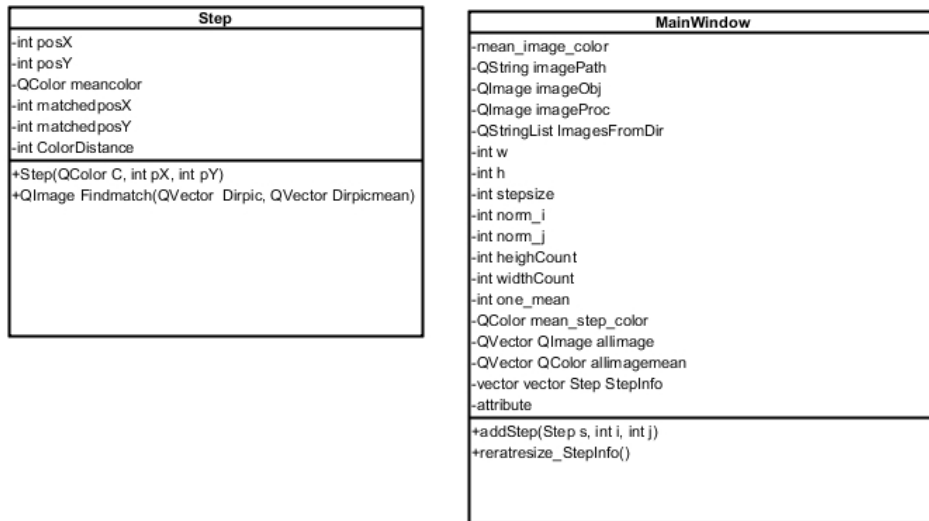 Step
-int posX
-int posY
-QColor meancolor
-int matchedposX
-int matchedposY
-int ColorDistance
+Step(QColor C, int pX, int pY)
+QImage Findmatch(QVector Dirpic, QVector Dirpicmean)
MainWindow
-mean_image_color
-QString imagePath
-QImage imageObj
-QImage imageProc
-QStringList ImagesFromDir
-int w
-int h
-int stepsize
-int norm_i
-int norm_j
-int heighCount
-int widthCount
-int one_mean
-QColor mean_step_color
-QVector QImage allimage
-QVector QColor allimagemean
-vector vector Step StepInfo
-attribute
+addStep(Step s, int i, int j)
+reratresize_StepInfo()